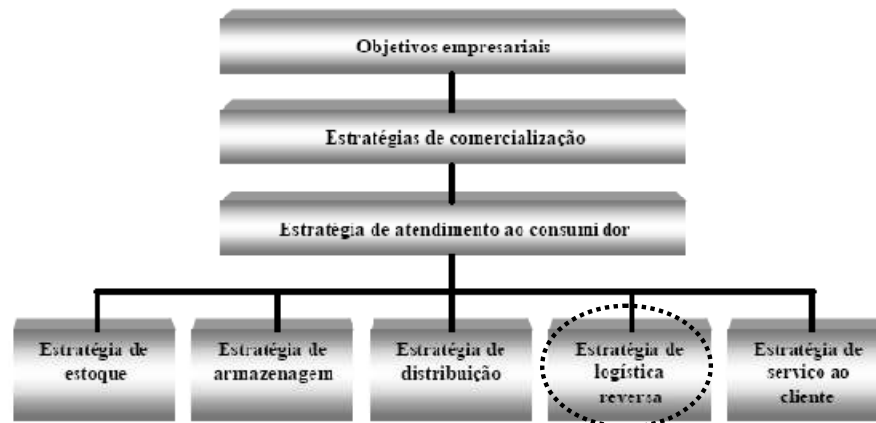 Objetivos empresariais
Estratégias de comercialização
Estratégia de atendimento ao consumidor
Estratégia de
estoque
Estratégia de
armazenagem
Estratégia de
distribuição
Estratégia de
logística
reversa
Estratégia de
serviço ao
cliente